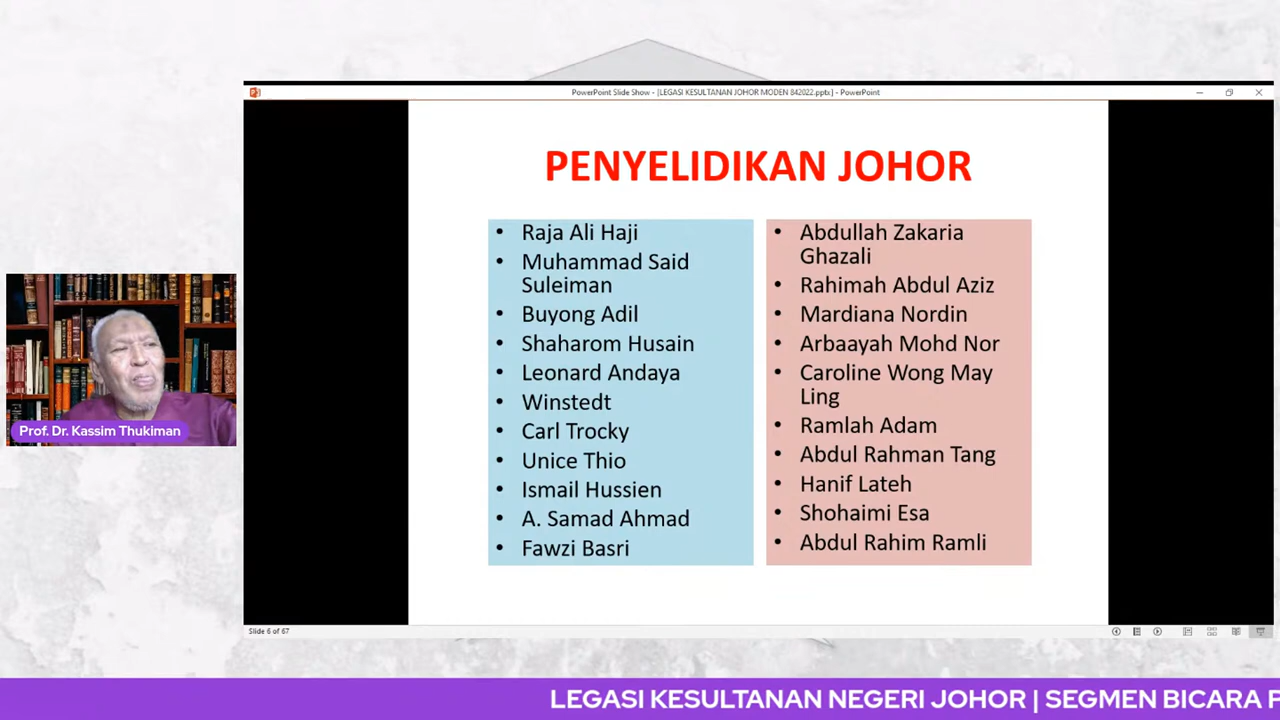 PowerPoint Slide Show - [LEGASI KESULTANAN JOHOR MODEN 842022.pptx] - PowerPoint
PENYELIDIKAN JOHOR
• Raja Ali Haji
• Muhammad Said
Suleiman
• Buyong Adil
• Shaharom Husain
• Leonard Andaya
• Winstedt
• Carl Trocky
• Unice Thio
• Ismail Hussien
• A. Samad Ahmad
• Fawzi Basri
• Abdullah Zakaria
Ghazali
• Rahimah Abdul Aziz
• Mardiana Nordin
• Arbaayah Mohd Nor
• Caroline Wong May
Ling
• Ramlah Adam
• Abdul Rahman Tang
• Hanif Lateh
• Shohaimi Esa
• Abdul Rahim Ramli
Prof. Dr. Kassim Thukiman
Slide 6 of 67
LEGASI KESULTANAN NEGERI JOHOR | SEGMEN BICARA P